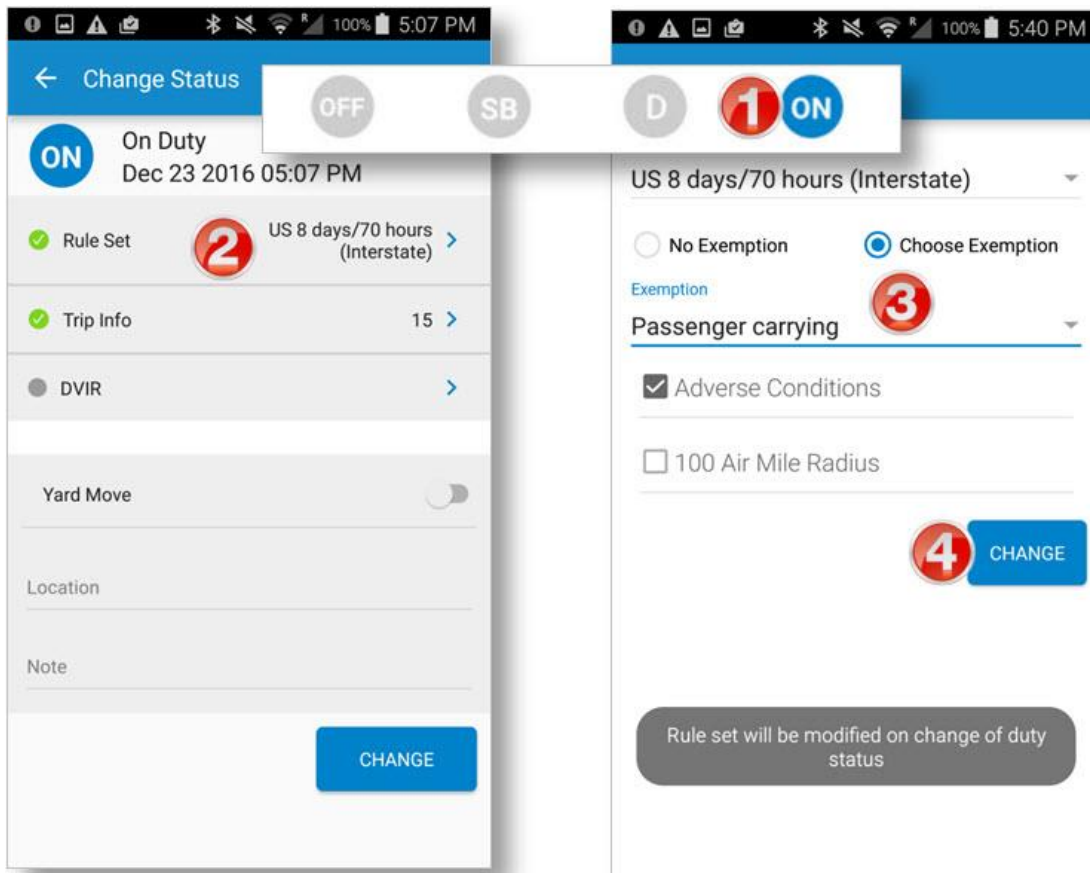 100% 5:07 PM
Change Status
OFF SB D 1 ON
ON
On Duty
Dec 23 2016 05:07 PM
Rule Set
2
US 8 days/70 hours
(Interstate)
Trip Info
15
DVIR
Yard Move
Location
Note
CHANGE
R 100% 5:40 PM
US 8 days/70 hours (Interstate)
No Exemption
Choose Exemption
Exemption
3
Passenger carrying
Adverse Conditions
100 Air Mile Radius
4
CHANGE
Rule set will be modified on change of duty
status